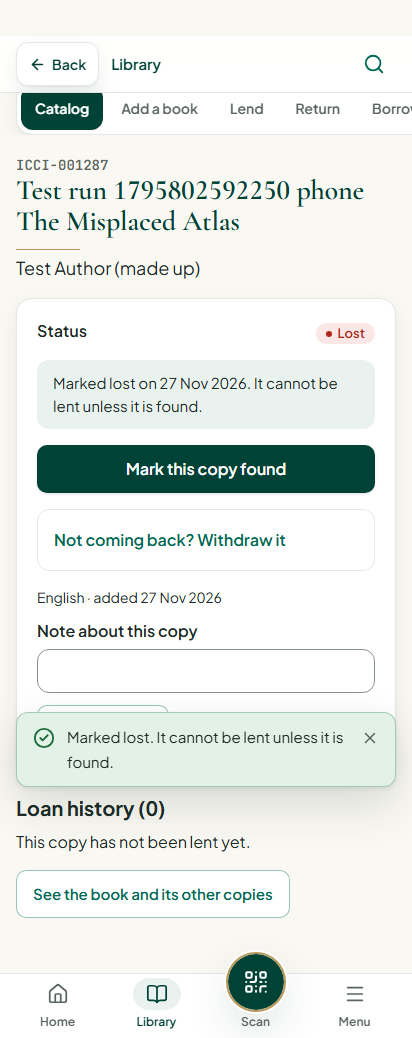 Back
Library
Catalog
Add a book
Lend
Return
ICCI-001287
Test run 1795802592250 phone
The Misplaced Atlas
Test Author (made up)
Status
Lost
Marked lost on 27 Nov 2026. It cannot be
lent unless it is found.
Mark this copy found
Not coming back? Withdraw it
English · added 27 Nov 2026
Note about this copy
Marked lost. It cannot be lent unless it is
found.
Loan history (0)
This copy has not been lent yet.
See the book and its other copies
Home
Library
Scan
Menu